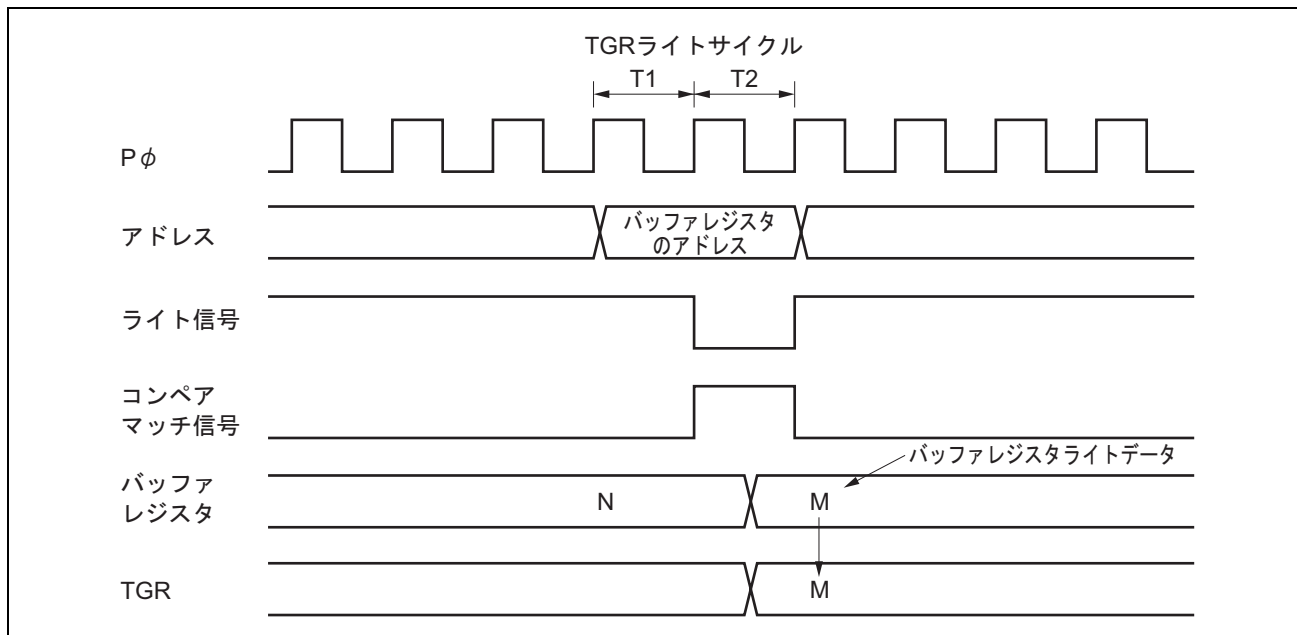 TGRライトサイクル
T1
T2
Pφ
アドレス
バッファレジスタ
のアドレス
ライト信号
コンペア
マッチ信号
バッファレジスタライトデータ
バッファ
レジスタ
N
M
TGR
M